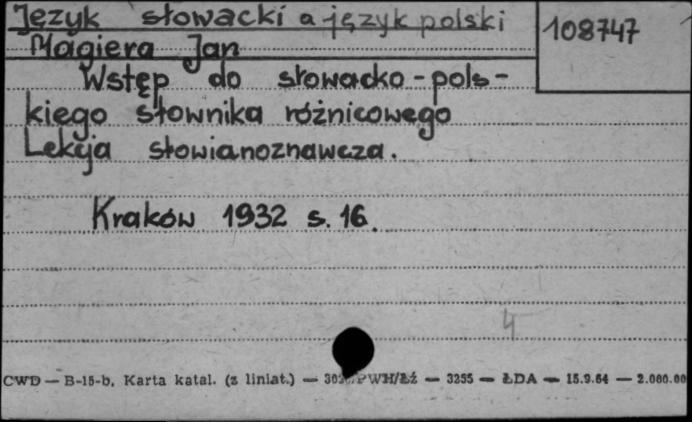 Język słowacki a język polski
108747
Magiera Jan
Wstęp do słowacko-pols-
kiego słownika różnicowego
Lekcja słowianoznawcza.
Kraków 1932 s. 16.
4
CWD — B-15-b, Karta katal. (z liniat.) — PWH/Łź — 3255 — ŁDA — 15.9.64 — 2.000.00